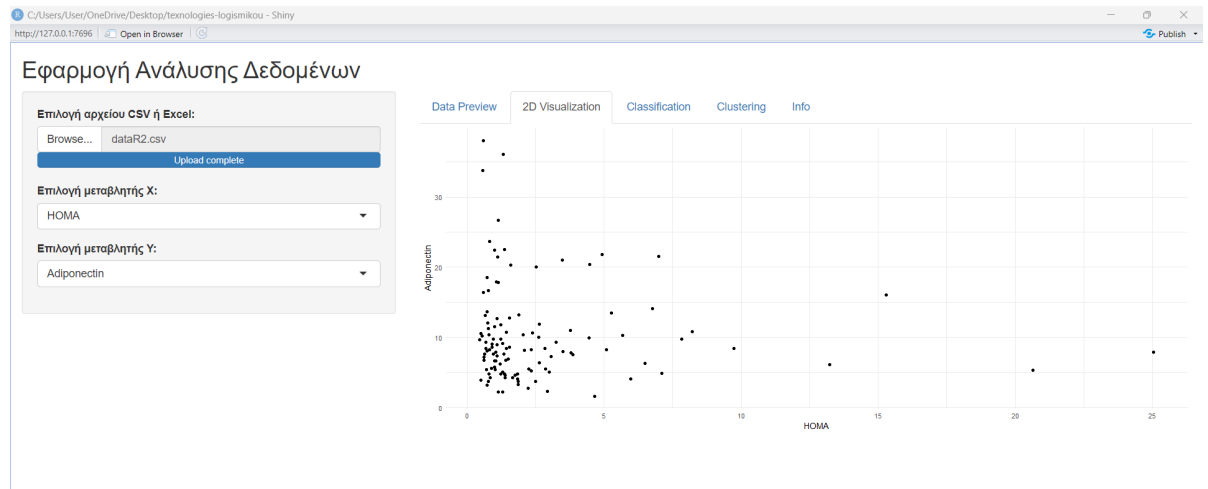 C:/Users/User/OneDrive/Desktop/texnologies-logismikou - Shiny
http://127.0.0.1:7696 Open in Browser Publish
Εφαρμογή Ανάλυσης Δεδομένων
Επιλογή αρχείου CSV ή Excel:
Browse... dataR2.csv
Upload complete
Επιλογή μεταβλητής X:
HOMA
Επιλογή μεταβλητής Y:
Adiponectin
Data Preview 2D Visualization Classification Clustering Info
30
20
10
0
Adiponectin
0 5 10 15 20 25
HOMA